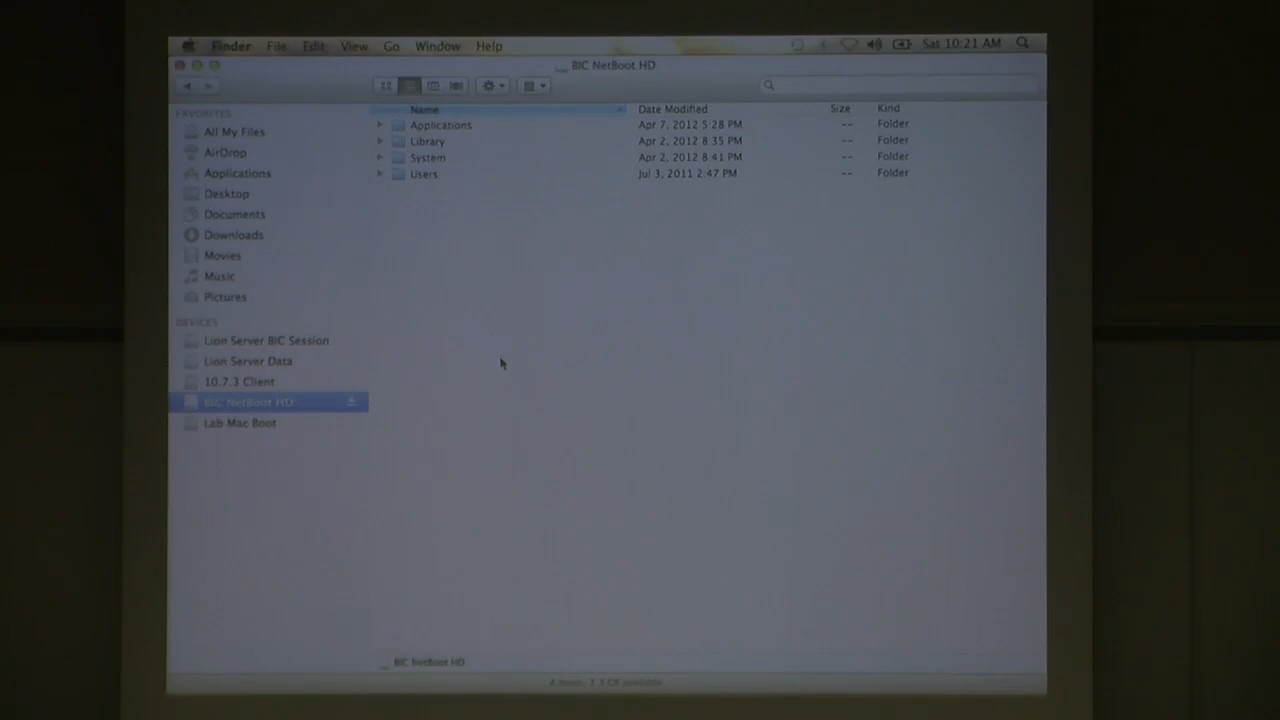 Finder File Edit View Go Window Help Sat 10:21 AM
BIC NetBoot HD
FAVORITES
All My Files
AirDrop
Applications
Desktop
Documents
Downloads
Movies
Music
Pictures
DEVICES
Lion Server BIC Session
Lion Server Data
10.7.3 Client
BIC NetBoot HD
Lab Mac Boot
Name Date Modified Size Kind
Applications Apr 7, 2012 5:28 PM -- Folder
Library Apr 2, 2012 8:35 PM -- Folder
System Apr 2, 2012 8:41 PM -- Folder
Users Jul 3, 2011 2:47 PM -- Folder
BIC NetBoot HD
GB available